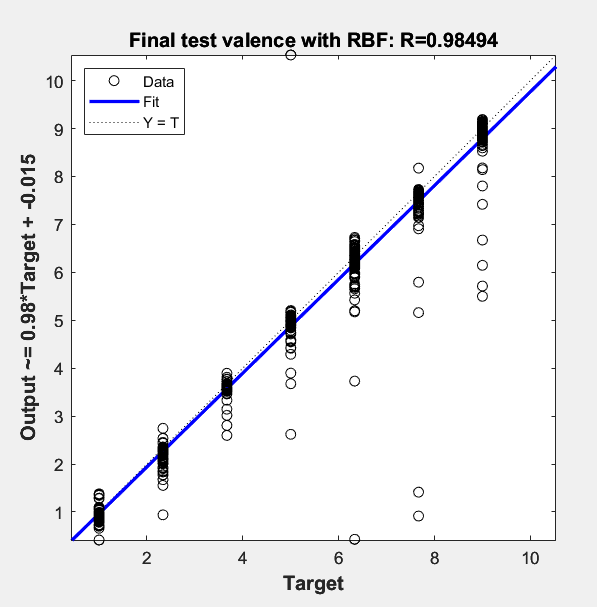 Final test valence with RBF: R=0.98494
Data
Fit
Y = T
Output ~= 0.98*Target + -0.015
10
9
8
7
6
5
4
3
2
1
2
4
6
8
10
Target